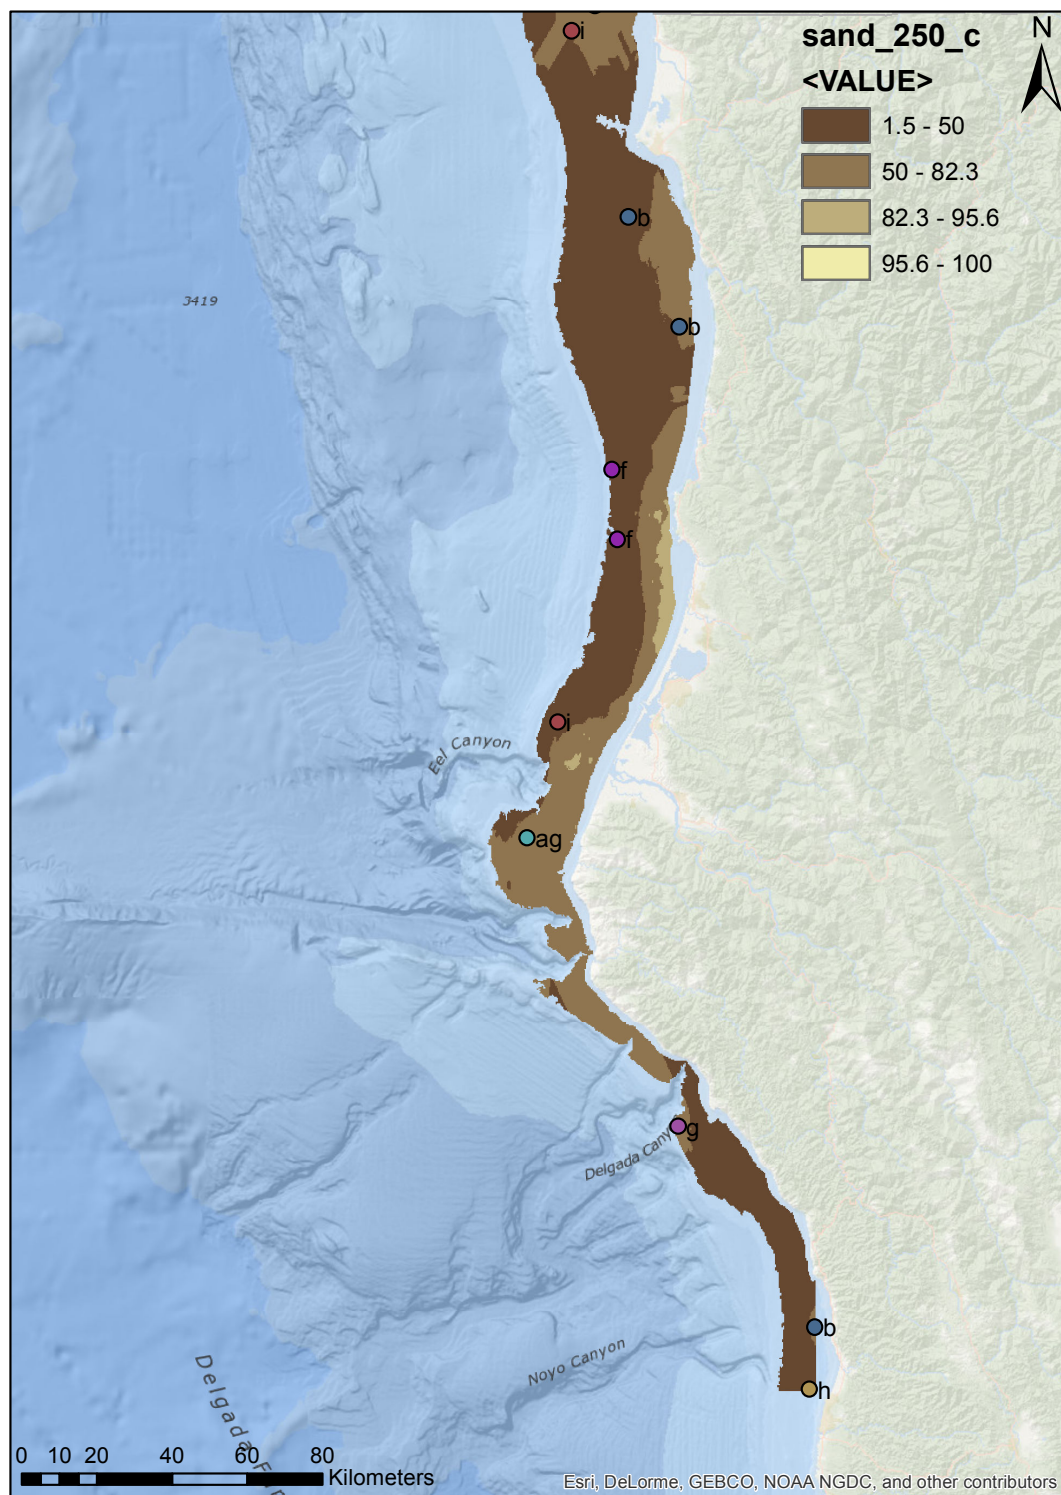 i
sand_250_c
N
<VALUE>
1.5 - 50
50 - 82.3
82.3 - 95.6
95.6 - 100
b
3419
b
f
f
i
Eel Canyon
ag
g
Delgada Cany
b
Noyo Canyon
h
Delgada
0 10 20 40 60 80
Kilometers
Esri, DeLorme, GEBCO, NOAA NGDC, and other contributors